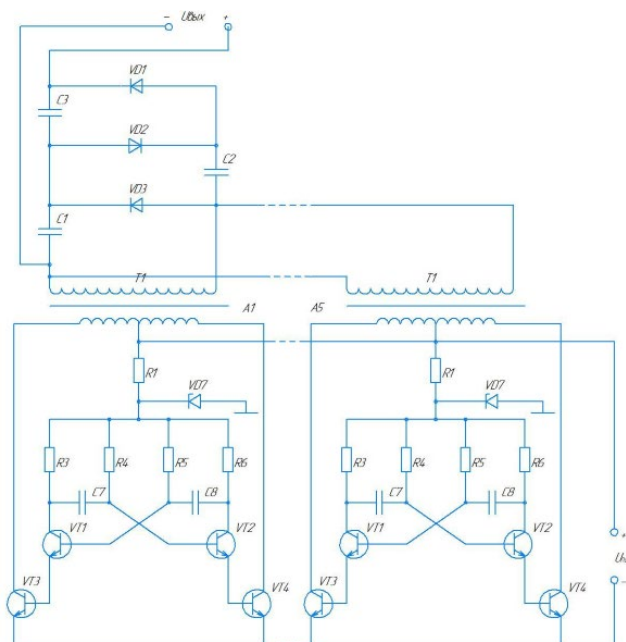 - Uвых +
VD1
C3
VD2
C2
VD3
C1
T1
T1
A1
A5
R1
R1
VD7
VD7
R3
R4
R5
R6
R3
R4
R5
R6
C7
C8
C7
C8
VT1
VT2
VT1
VT2
+
-
VT3
VT4
VT3
VT4